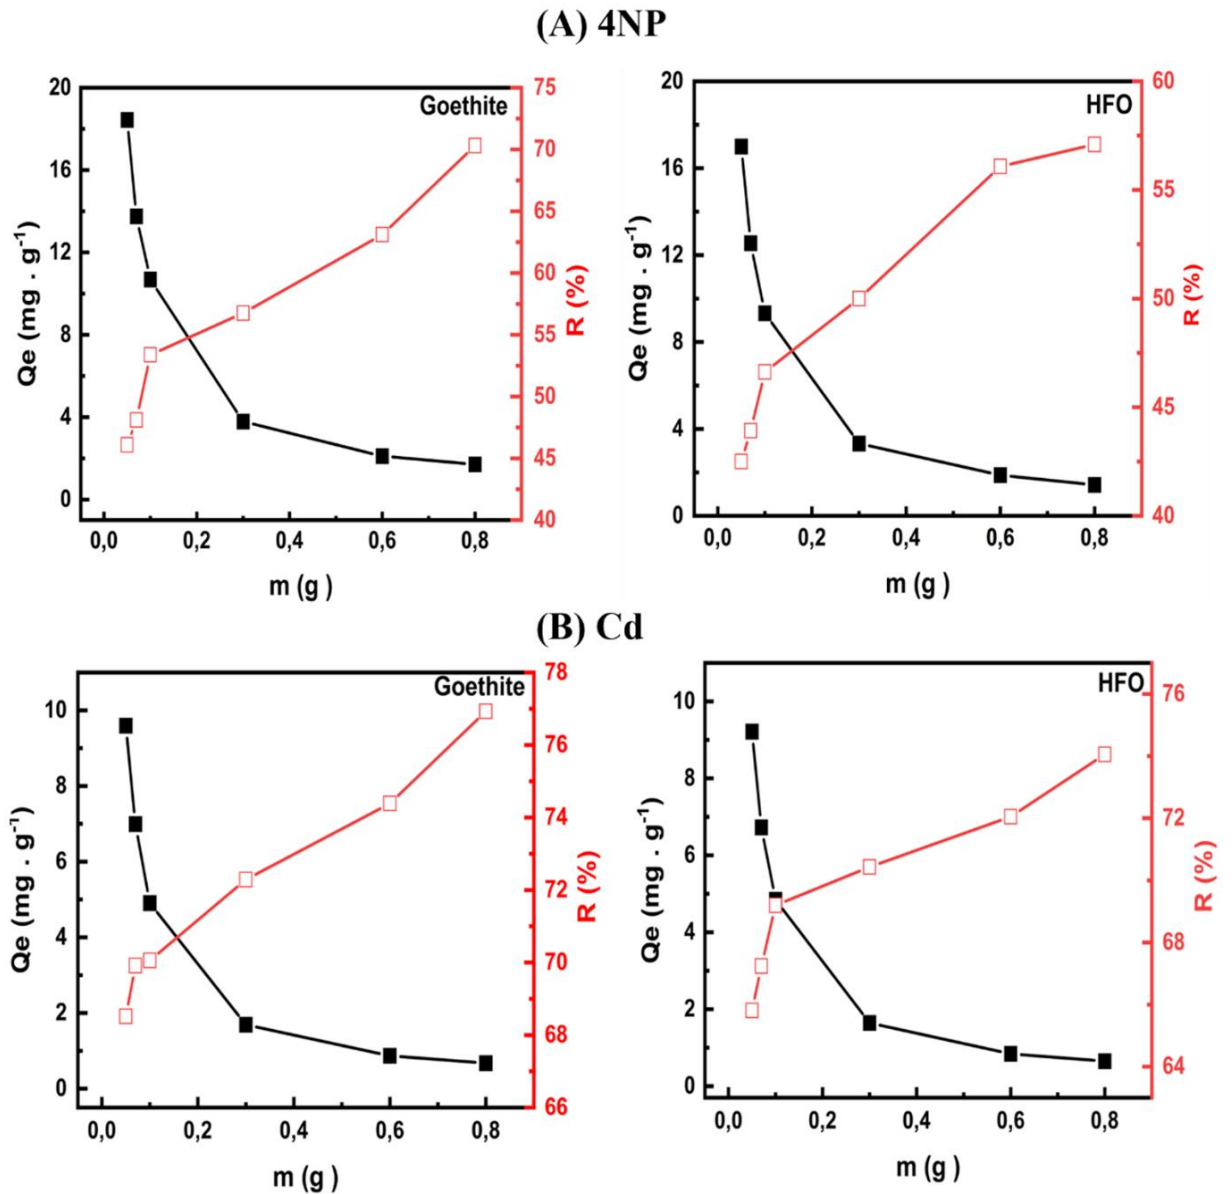 (A) 4NP
Goethite
Qe (mg . g-1)
20
16
12
8
4
0
75
70
65
60
55
50
45
40
R (%)
0,0 0,2 0,4 0,6 0,8
m (g )
HFO
Qe (mg . g-1)
20
16
12
8
4
0
60
55
50
45
40
R (%)
0,0 0,2 0,4 0,6 0,8
m (g )
(B) Cd
Goethite
Qe (mg . g-1)
10
8
6
4
2
0
78
76
74
72
70
68
66
R (%)
0,0 0,2 0,4 0,6 0,8
m (g )
HFO
Qe (mg . g-1)
10
8
6
4
2
0
76
72
68
64
R (%)
0,0 0,2 0,4 0,6 0,8
m (g )